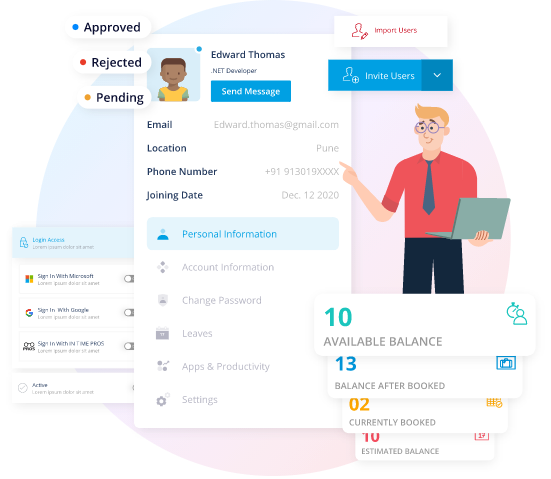 Approved
Rejected
Pending
Edward Thomas
.NET Developer
Send Message
Import Users
Invite Users
Email Edward.thomas@gmail.com
Location Pune
Phone Number +91 913019XXXX
Joining Date Dec. 12 2020
Personal Information
Account Information
Change Password
Leaves
Apps & Productivity
Settings
Login Access
Lorem ipsum dolor sit amet
Sign In With Microsoft
Lorem ipsum dolor sit amet
Sign In With Google
Lorem ipsum dolor sit amet
Sign In With INTIME PROS
Lorem ipsum dolor sit amet
Active
Lorem ipsum dolor sit amet
10
AVAILABLE BALANCE
13
BALANCE AFTER BOOKED
02
CURRENTLY BOOKED
10
ESTIMATED BALANCE